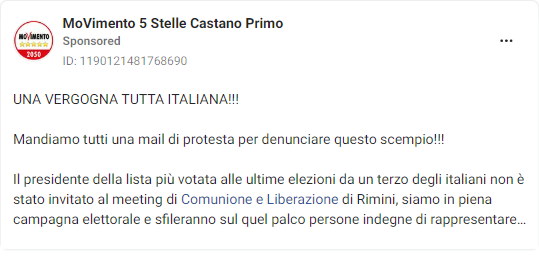 MoVimento 5 Stelle Castano Primo
Sponsored
ID: 1190121481768690
MOVIMENTO
2050
UNA VERGOGNA TUTTA ITALIANA!!!
Mandiamo tutti una mail di protesta per denunciare questo scempio!!!
Il presidente della lista più votata alle ultime elezioni da un terzo degli italiani non è
stato invitato al meeting di Comunione e Liberazione di Rimini, siamo in piena
campagna elettorale e sfileranno sul quel palco persone indegne di rappresentare...